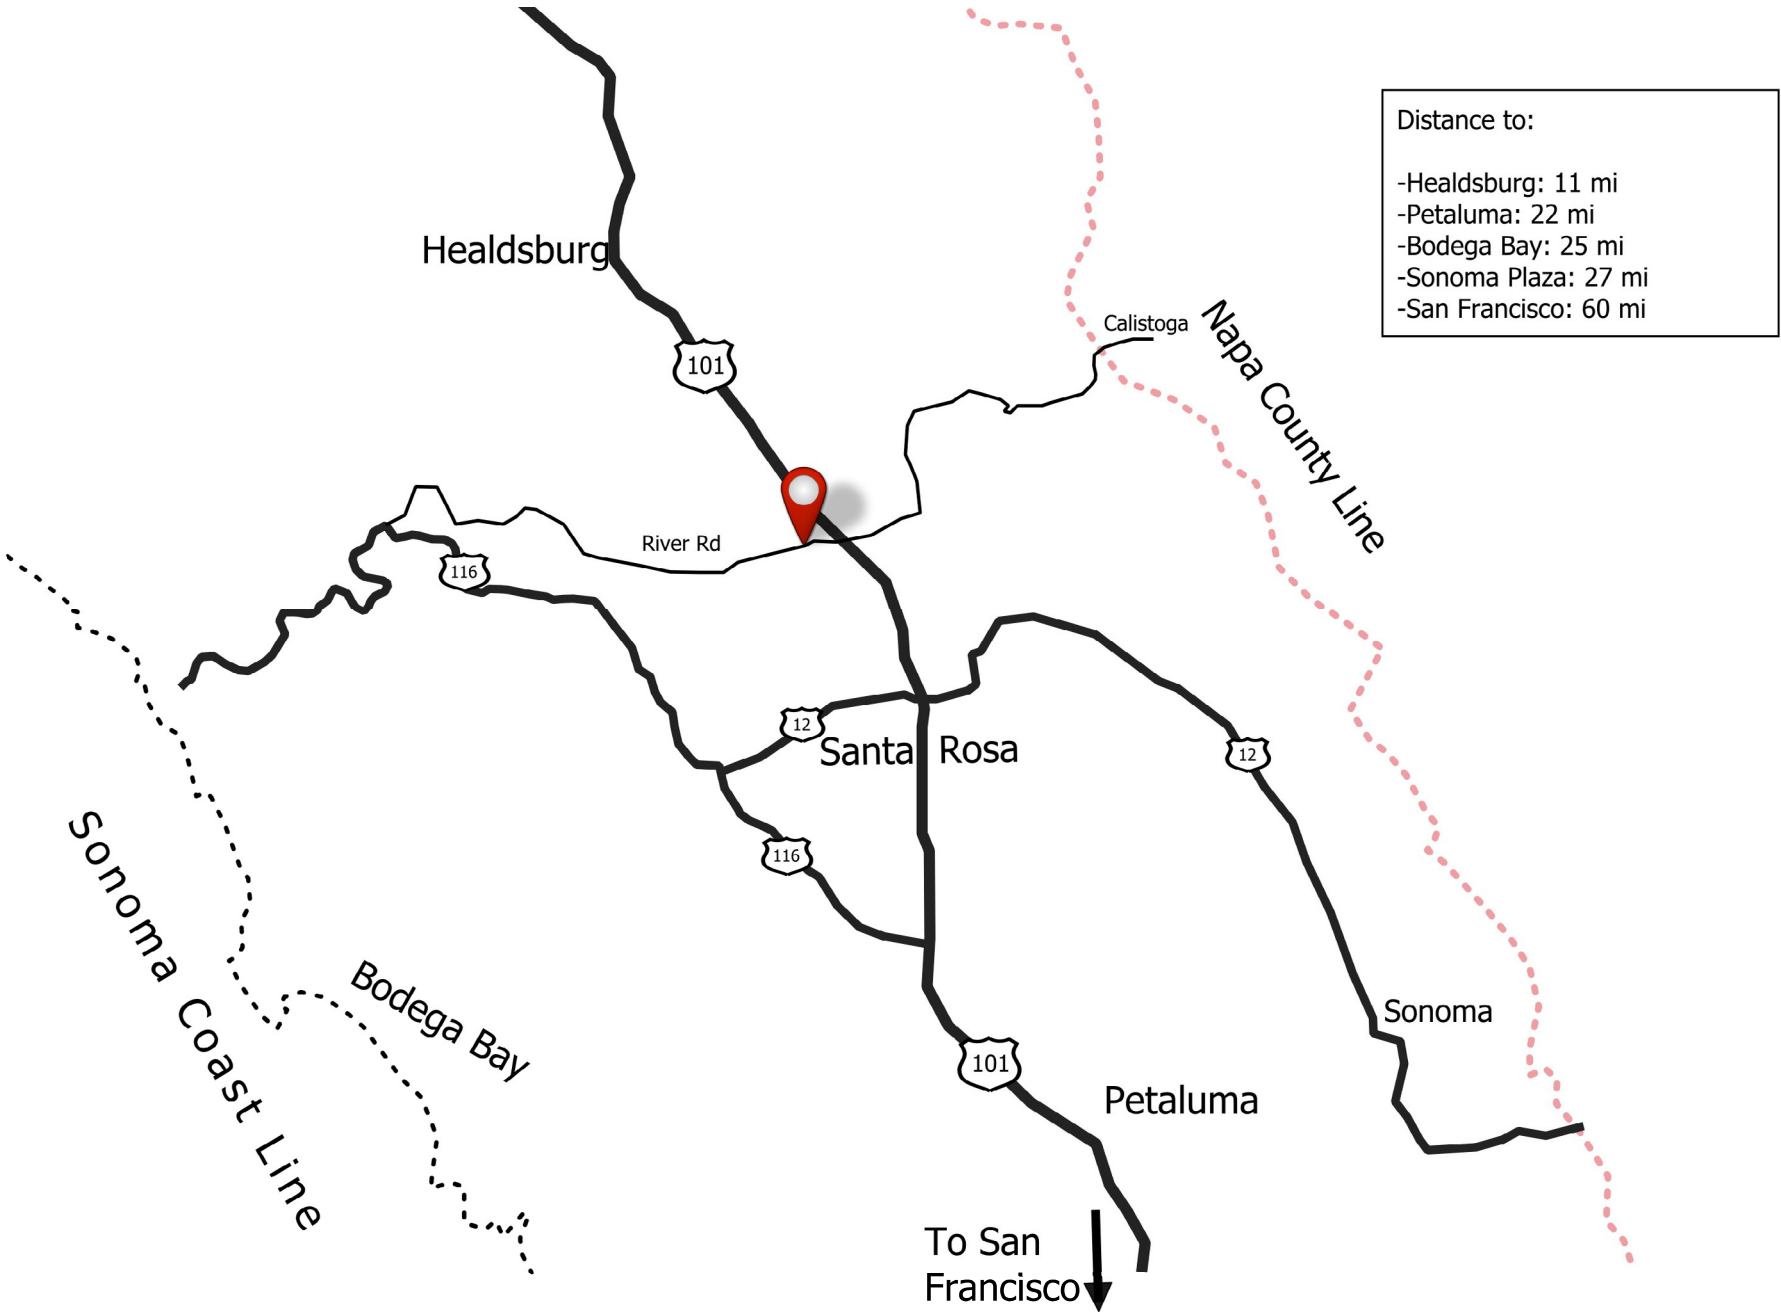 Distance to:
-Healdsburg: 11 mi
-Petaluma: 22 mi
-Bodega Bay: 25 mi
-Sonoma Plaza: 27 mi
-San Francisco: 60 mi
Healdsburg
Calistoga
Napa County Line
101
River Rd
116
12
Santa Rosa
12
116
Sonoma Coast Line
Bodega Bay
Sonoma
101
Petaluma
To San
Francisco